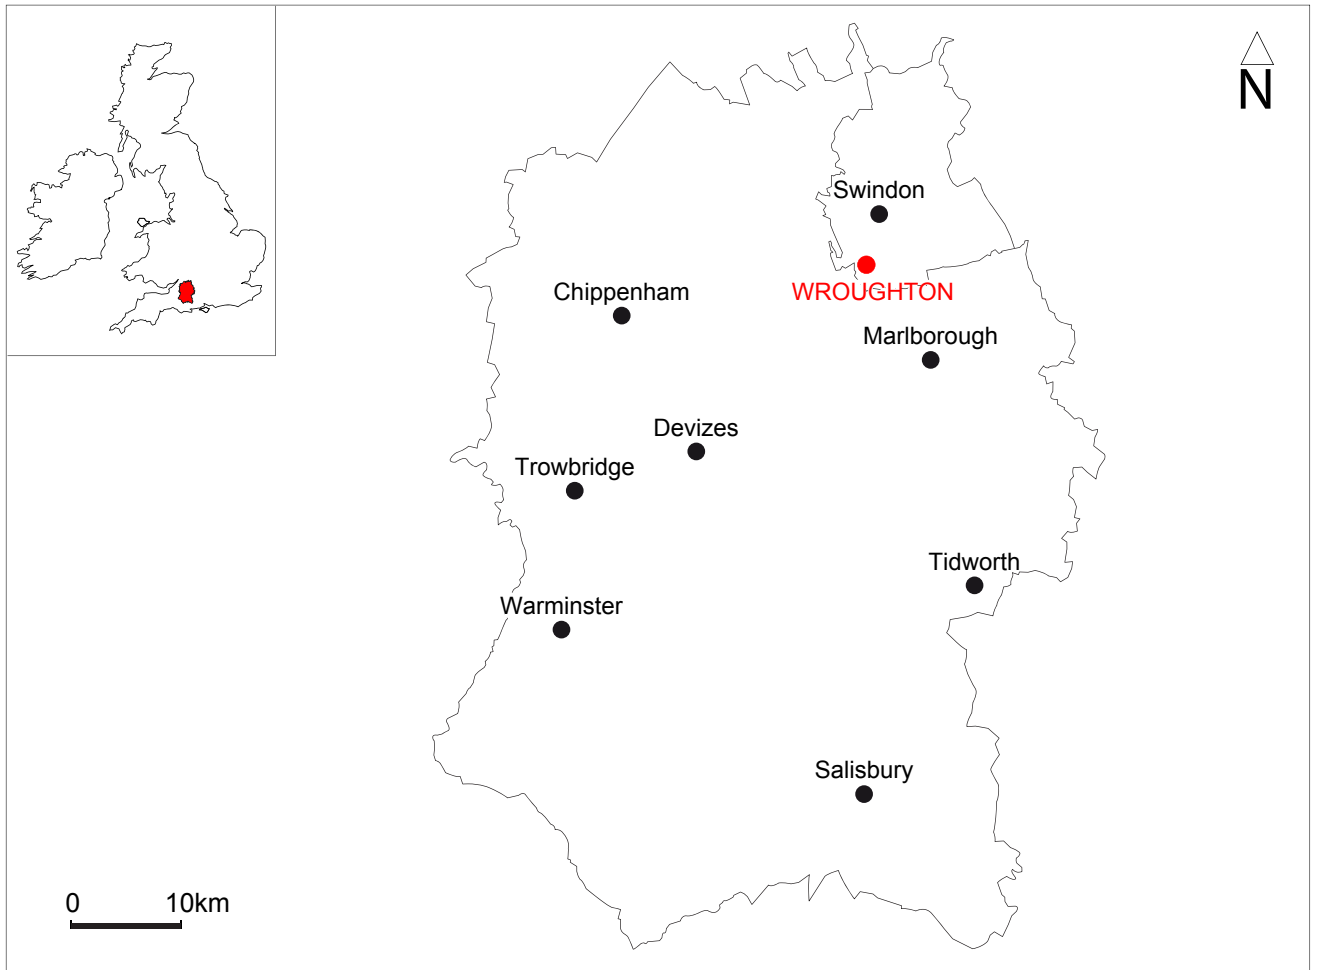 N
Swindon
WROUGHTON
Chippenham
Marlborough
Devizes
Trowbridge
Tidworth
Warminster
Salisbury
0 10km